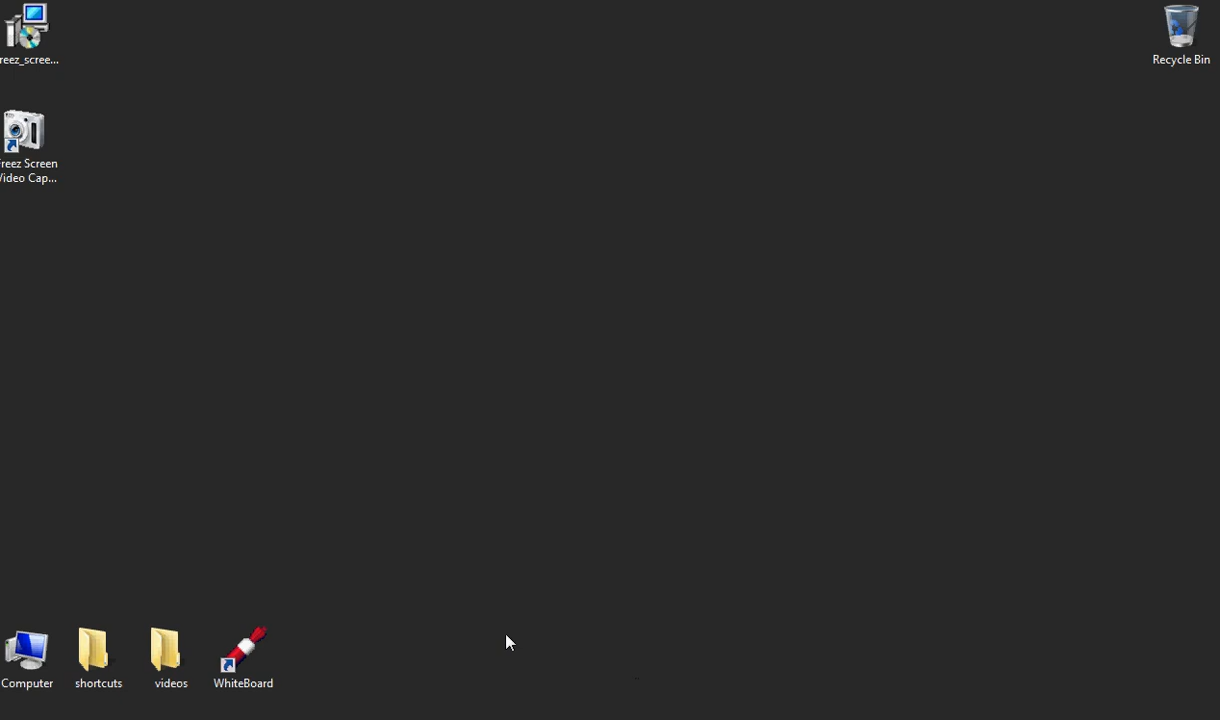 reez_scree...
Recycle Bin
reez Screen
Video Cap...
Computer
shortcuts
videos
WhiteBoard